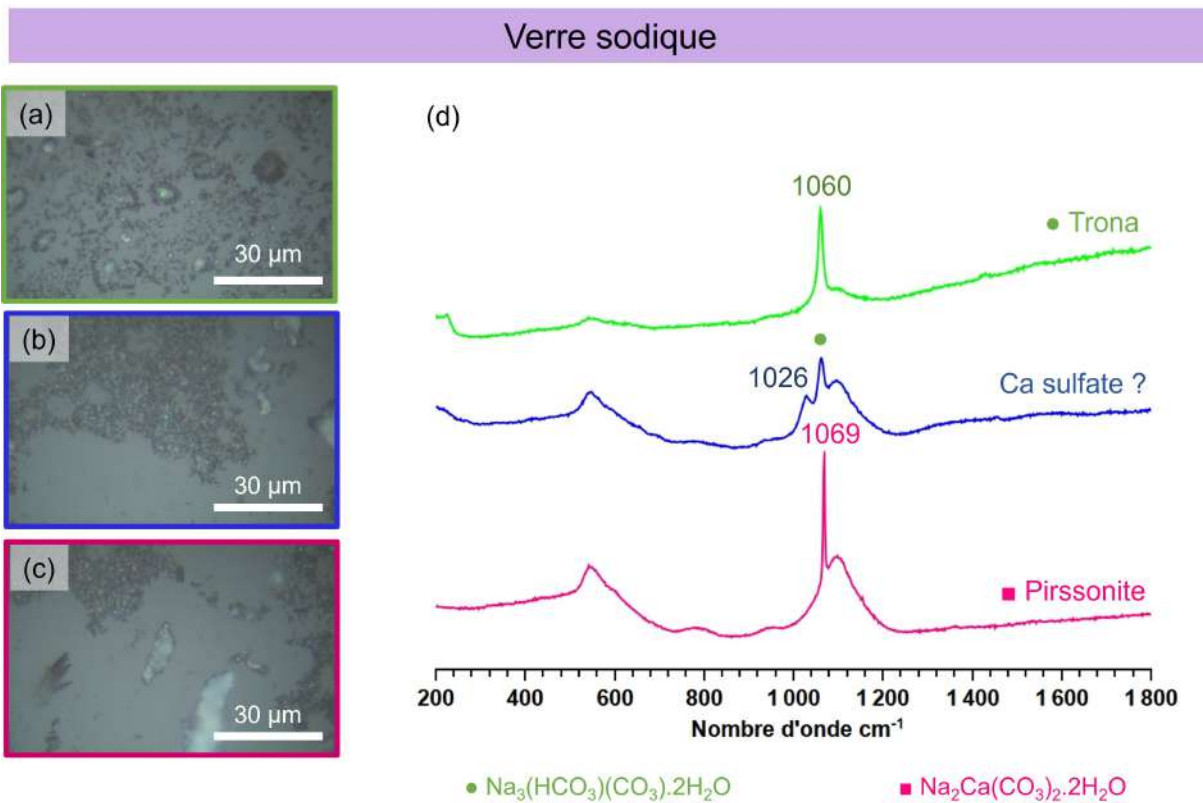 Verre sodique
(a)
30 µm
(b)
30 µm
(c)
30 µm
(d)
1060
● Trona
1026
Ca sulfate ?
1069
■ Pirssonite
200 400 600 800 1 000 1 200 1 400 1 600 1 800
Nombre d'onde cm⁻¹
● Na₃(HCO₃)(CO₃).2H₂O
■ Na₂Ca(CO₃)₂.2H₂O